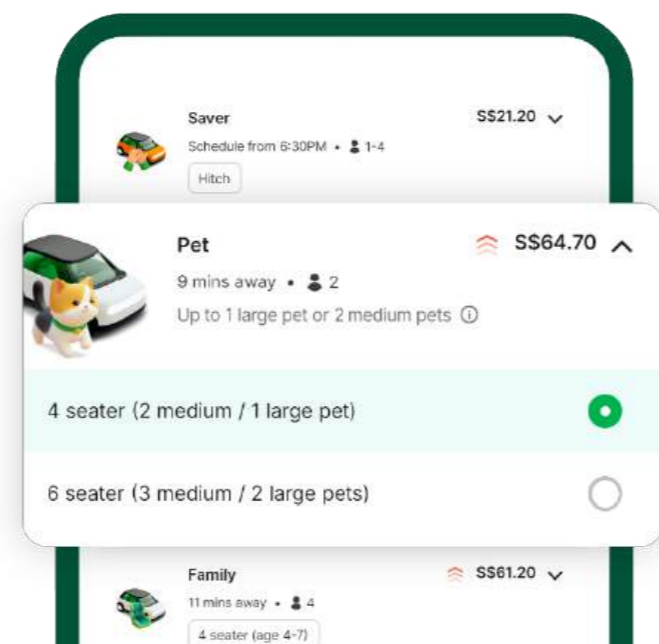 Saver
S$21.20
Schedule from 6:30PM • 1-4
Hitch
Pet
S$64.70
9 mins away • 2
Up to 1 large pet or 2 medium pets
4 seater (2 medium / 1 large pet)
6 seater (3 medium / 2 large pets)
Family
S$61.20
11 mins away • 4
4 seater (age 4-7)